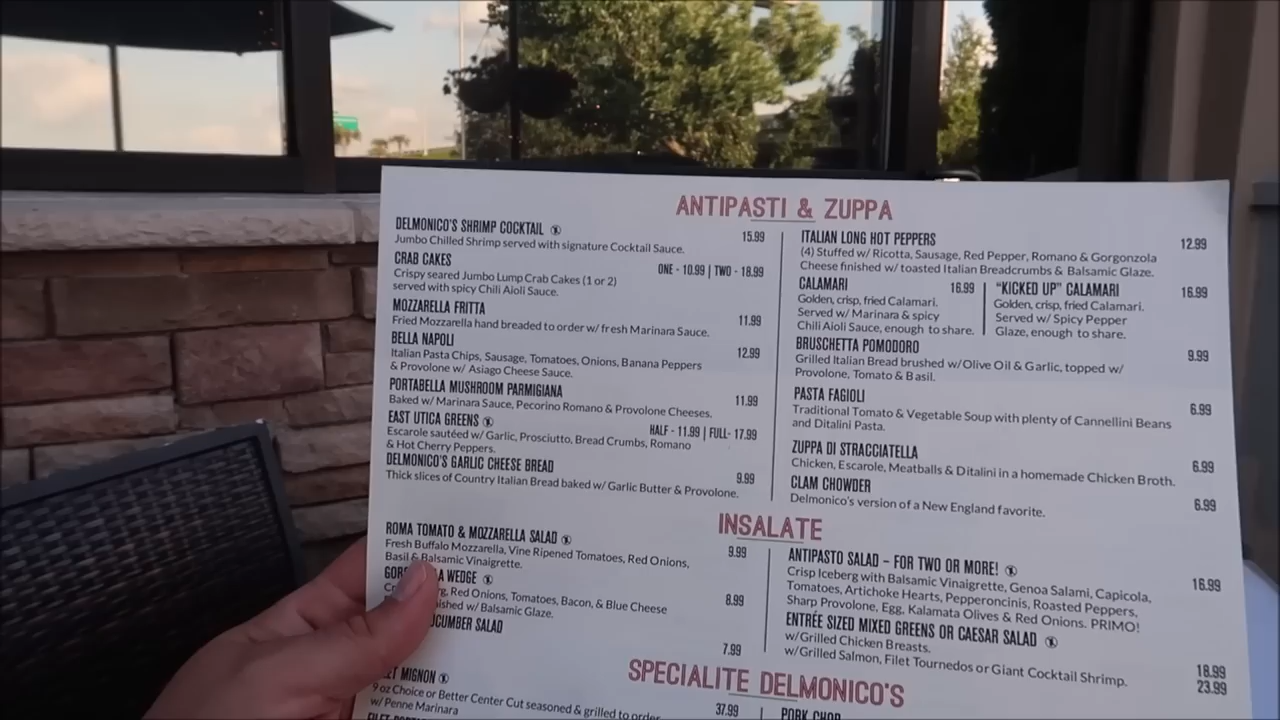 ANTIPASTI & ZUPPA
DELMONICO'S SHRIMP COCKTAIL 15.99
Jumbo Chilled Shrimp served with signature Cocktail Sauce.
CRAB CAKES ONE - 10.99 | TWO - 18.99
Crispy seared Jumbo Lump Crab Cakes (1 or 2)
served with spicy Chili Aioli Sauce.
MOZZARELLA FRITTA 11.99
Fried Mozzarella hand breaded to order w/ fresh Marinara Sauce.
BELLA NAPOLI 12.99
Italian Pasta Chips, Sausage, Tomatoes, Onions, Banana Peppers
& Provolone w/ Asiago Cheese Sauce.
PORTABELLA MUSHROOM PARMIGIANA 11.99
Baked w/ Marinara Sauce, Pecorino Romano & Provolone Cheeses.
EAST UTICA GREENS HALF - 11.99 | FULL- 17.99
Escarole sautéed w/ Garlic, Prosciutto, Bread Crumbs, Romano
& Hot Cherry Peppers.
DELMONICO'S GARLIC CHEESE BREAD 9.99
Thick slices of Country Italian Bread baked w/ Garlic Butter & Provolone.
ITALIAN LONG HOT PEPPERS 12.99
(4) Stuffed w/ Ricotta, Sausage, Red Pepper, Romano & Gorgonzola
Cheese finished w/ toasted Italian Breadcrumbs & Balsamic Glaze.
CALAMARI 16.99
Golden, crisp, fried Calamari.
Served w/ Marinara & spicy
Chili Aioli Sauce, enough to share.
"KICKED UP" CALAMARI 16.99
Golden, crisp, fried Calamari.
Served w/ Spicy Pepper
Glaze, enough to share.
BRUSCHETTA POMODORO 9.99
Grilled Italian Bread brushed w/Olive Oil & Garlic, topped w/
Provolone, Tomato & Basil.
PASTA FAGIOLI 6.99
Traditional Tomato & Vegetable Soup with plenty of Cannellini Beans
and Ditalini Pasta.
ZUPPA DI STRACCIATELLA 6.99
Chicken, Escarole, Meatballs & Ditalini in a homemade Chicken Broth.
CLAM CHOWDER 6.99
Delmonico's version of a New England favorite.
INSALATE
ROMA TOMATO & MOZZARELLA SALAD 9.99
Fresh Buffalo Mozzarella, Vine Ripened Tomatoes, Red Onions,
Basil & Balsamic Vinaigrette.
WEDGE 8.99
Red Onions, Tomatoes, Bacon, & Blue Cheese
w/ Balsamic Glaze.
SALAD 7.99
ANTIPASTO SALAD – FOR TWO OR MORE! 16.99
Crisp Iceberg with Balsamic Vinaigrette, Genoa Salami, Capicola,
Tomatoes, Artichoke Hearts, Pepperoncinis, Roasted Peppers,
Sharp Provolone, Egg, Kalamata Olives & Red Onions. PRIMO!
ENTRÉE SIZED MIXED GREENS OR CAESAR SALAD
w/Grilled Chicken Breasts. 18.99
w/Grilled Salmon, Filet Tournedos or Giant Cocktail Shrimp. 23.99
SPECIALITE DELMONICO'S
MIGNON 37.99
9 oz Choice or Better Center Cut seasoned & grilled to order
w/ Penne Marinara
PORK CHOP